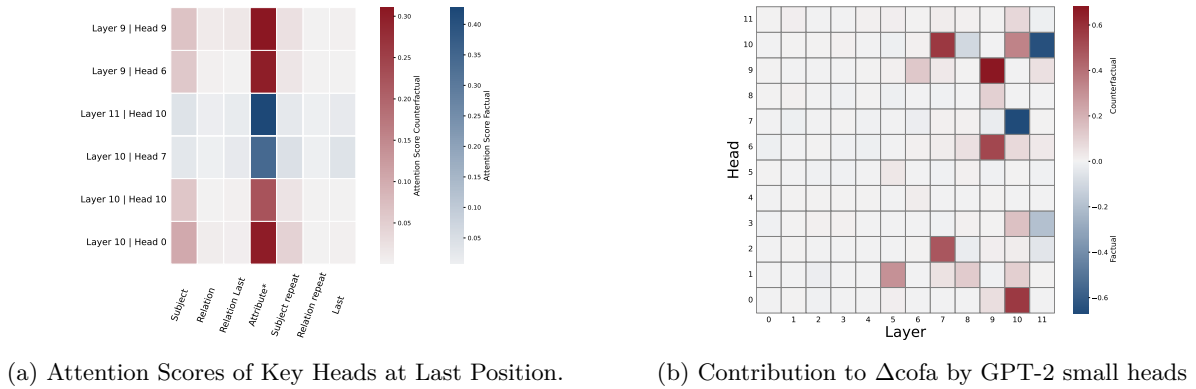 Layer 9 | Head 9
Layer 9 | Head 6
Layer 11 | Head 10
Layer 10 | Head 7
Layer 10 | Head 10
Layer 10 | Head 0
Subject
Relation
Relation Last
Attribute*
Subject repeat
Relation repeat
Last
0.30
0.25
0.20
0.15
0.10
0.05
Attention Score Counterfactual
0.40
0.35
0.30
0.25
0.20
0.15
0.10
0.05
Attention Score Factual
(a) Attention Scores of Key Heads at Last Position.
Head
11
10
9
8
7
6
5
4
3
2
1
0
0 1 2 3 4 5 6 7 8 9 10 11
Layer
0.6
0.4
0.2
0.0
−0.2
−0.4
−0.6
Counterfactual
Factual
(b) Contribution to Δcofa by GPT-2 small heads